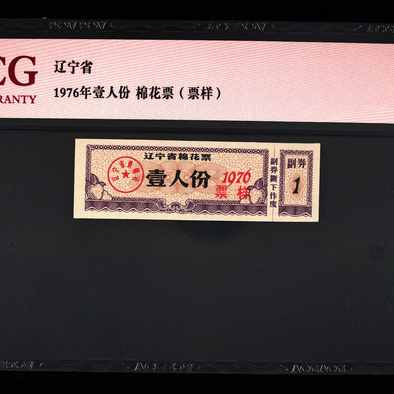 CG
RRANTY
辽宁省
1976年壹人份 棉花票（票样）
辽宁省棉花票
壹人份
1976
票样
副券撕下作废
副券
1